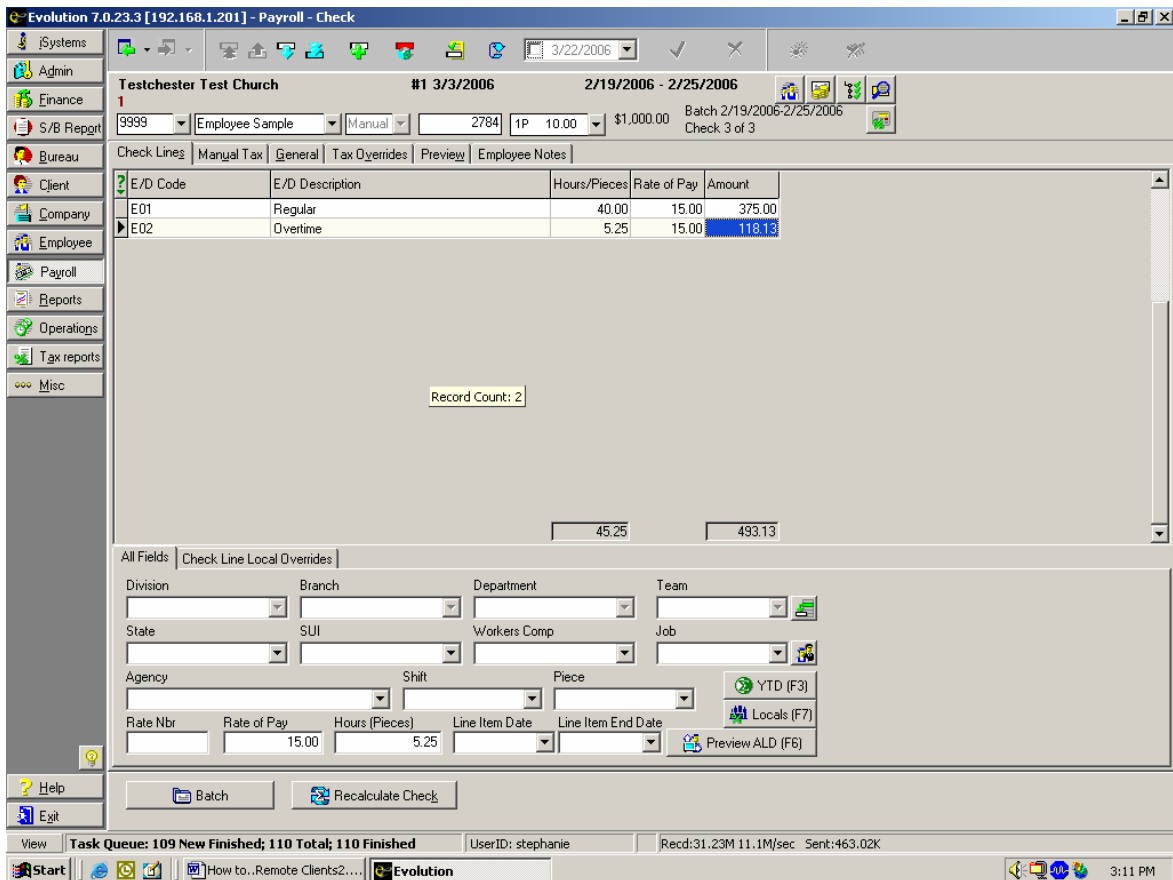 Evolution 7.0.23.3 [192.168.1.201] - Payroll - Check
iSystems
Admin
Finance
S/B Report
Bureau
Client
Company
Employee
Payroll
Reports
Operations
Tax reports
Misc
3/22/2006
Testchester Test Church #1 3/3/2006 2/19/2006 - 2/25/2006
1
9999 Employee Sample Manual 2784 1P 10.00 $1,000.00 Batch 2/19/2006-2/25/2006
Check 3 of 3
Check Lines Manual Tax General Tax Overrides Preview Employee Notes
? E/D Code E/D Description Hours/Pieces Rate of Pay Amount
E01 Regular 40.00 15.00 375.00
E02 Overtime 5.25 15.00 118.13
Record Count: 2
45.25 493.13
All Fields Check Line Local Overrides
Division Branch Department Team
State SUI Workers Comp Job
Agency Shift Piece
YTD (F3)
Locals (F7)
Rate Nbr Rate of Pay Hours (Pieces) Line Item Date Line Item End Date
15.00 5.25 Preview ALD (F6)
Help
Exit
Batch Recalculate Check
View Task Queue: 109 New Finished; 110 Total; 110 Finished UserID: stephanie Recd:31.23M 11.1M/sec Sent:463.02K
Start How to..Remote Clients2.... Evolution 3:11 PM